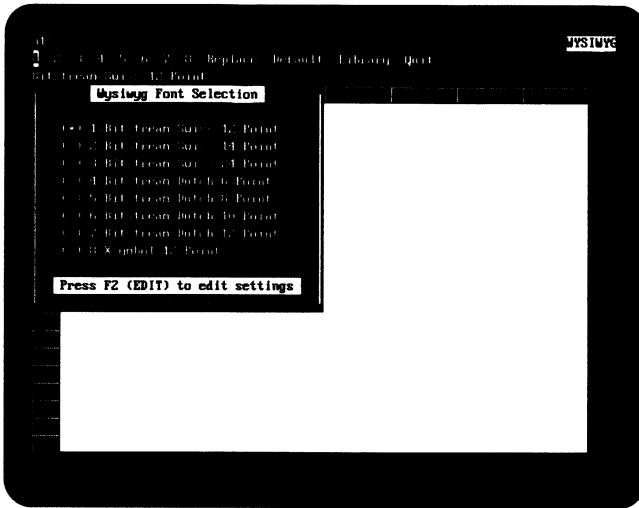 A1: WYSIWYG
1 2 3 4 5 6 7 8 Replace Default Library Quit
Bitstream Swiss 12 Point
Wysiwyg Font Selection
(*) 1 Bitstream Swiss 12 Point
( ) 2 Bitstream Swiss 14 Point
( ) 3 Bitstream Swiss 24 Point
( ) 4 Bitstream Dutch 6 Point
( ) 5 Bitstream Dutch 8 Point
( ) 6 Bitstream Dutch 10 Point
( ) 7 Bitstream Dutch 12 Point
( ) 8 XSymbol 12 Point
Press F2 (EDIT) to edit settings